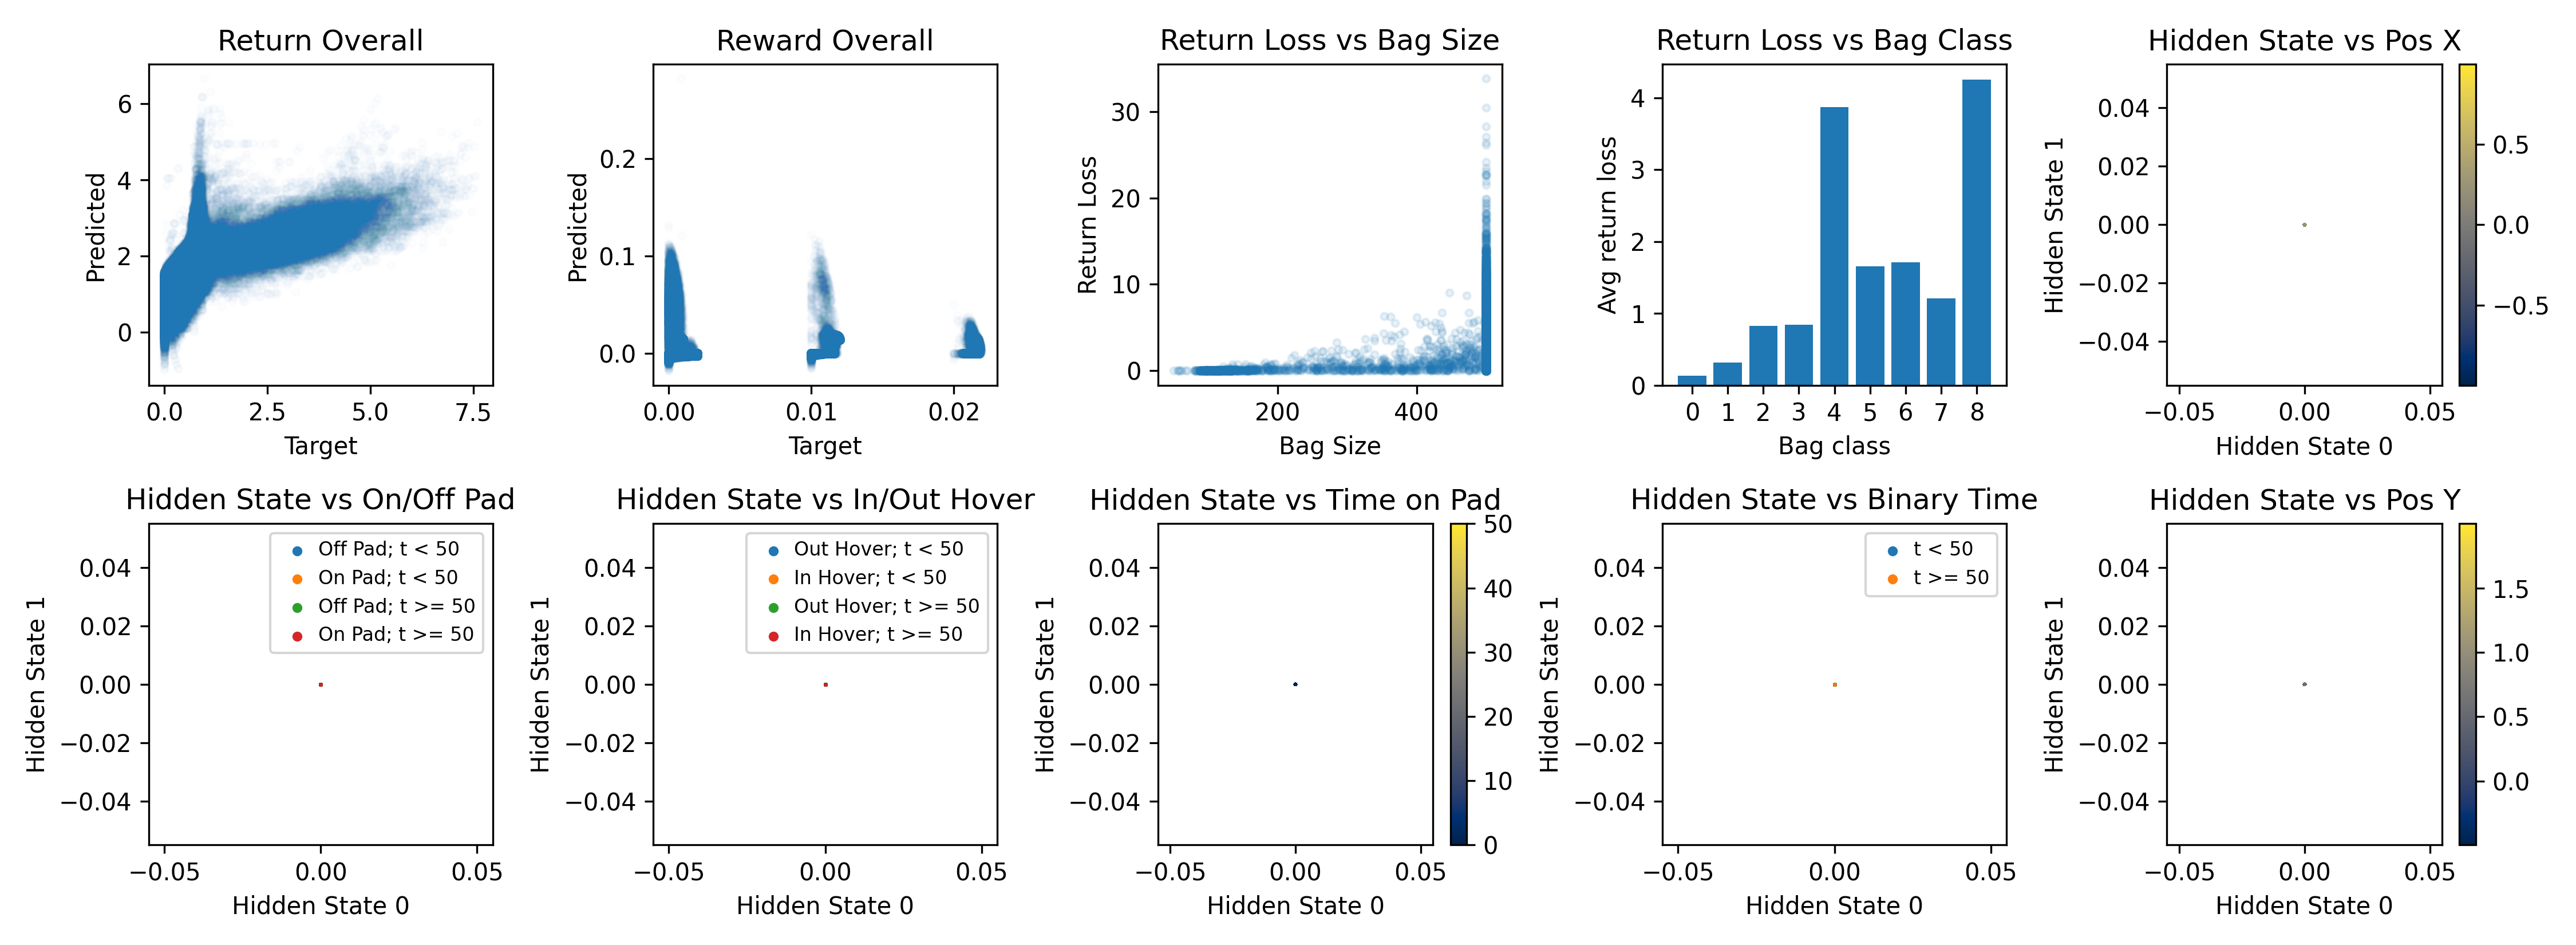 Return Overall
6
4
2
0
Predicted
0.0
2.5
5.0
7.5
Target
Reward Overall
0.2
0.1
0.0
Predicted
0.00
0.01
0.02
Target
Return Loss vs Bag Size
30
20
10
0
Return Loss
200
400
Bag Size
Return Loss vs Bag Class
4
3
2
1
0
Avg return loss
0 1 2 3 4 5 6 7 8
Bag class
Hidden State vs Pos X
0.04
0.02
0.00
−0.02
−0.04
Hidden State 1
−0.05
0.00
0.05
Hidden State 0
0.5
0.0
−0.5
Hidden State vs On/Off Pad
Off Pad; t < 50
On Pad; t < 50
Off Pad; t >= 50
On Pad; t >= 50
0.04
0.02
0.00
−0.02
−0.04
Hidden State 1
−0.05
0.00
0.05
Hidden State 0
Hidden State vs In/Out Hover
Out Hover; t < 50
In Hover; t < 50
Out Hover; t >= 50
In Hover; t >= 50
0.04
0.02
0.00
−0.02
−0.04
Hidden State 1
−0.05
0.00
0.05
Hidden State 0
Hidden State vs Time on Pad
0.04
0.02
0.00
−0.02
−0.04
Hidden State 1
−0.05
0.00
0.05
Hidden State 0
50
40
30
20
10
0
Hidden State vs Binary Time
t < 50
t >= 50
0.04
0.02
0.00
−0.02
−0.04
Hidden State 1
−0.05
0.00
0.05
Hidden State 0
Hidden State vs Pos Y
0.04
0.02
0.00
−0.02
−0.04
Hidden State 1
−0.05
0.00
0.05
Hidden State 0
1.5
1.0
0.5
0.0